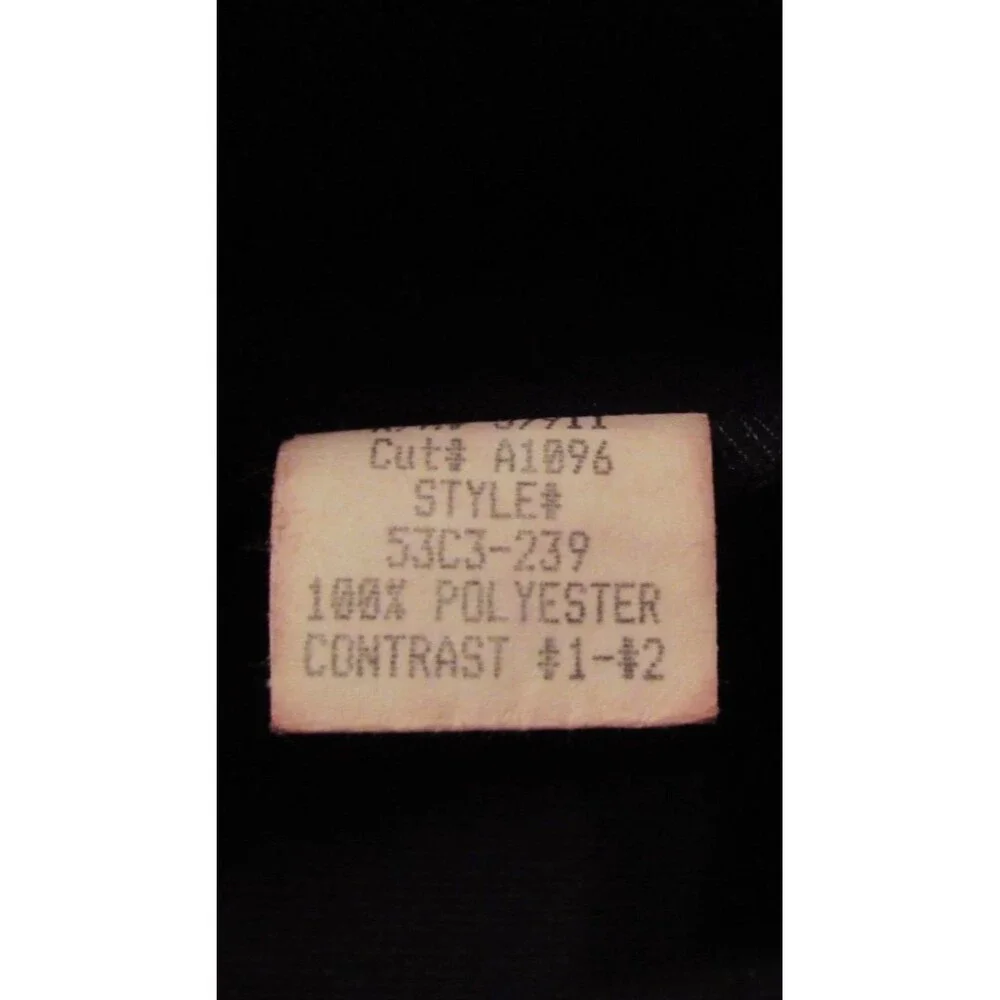 Cut# A1096
STYLE#
53C3-239
100% POLYESTER
CONTRAST #1-#2